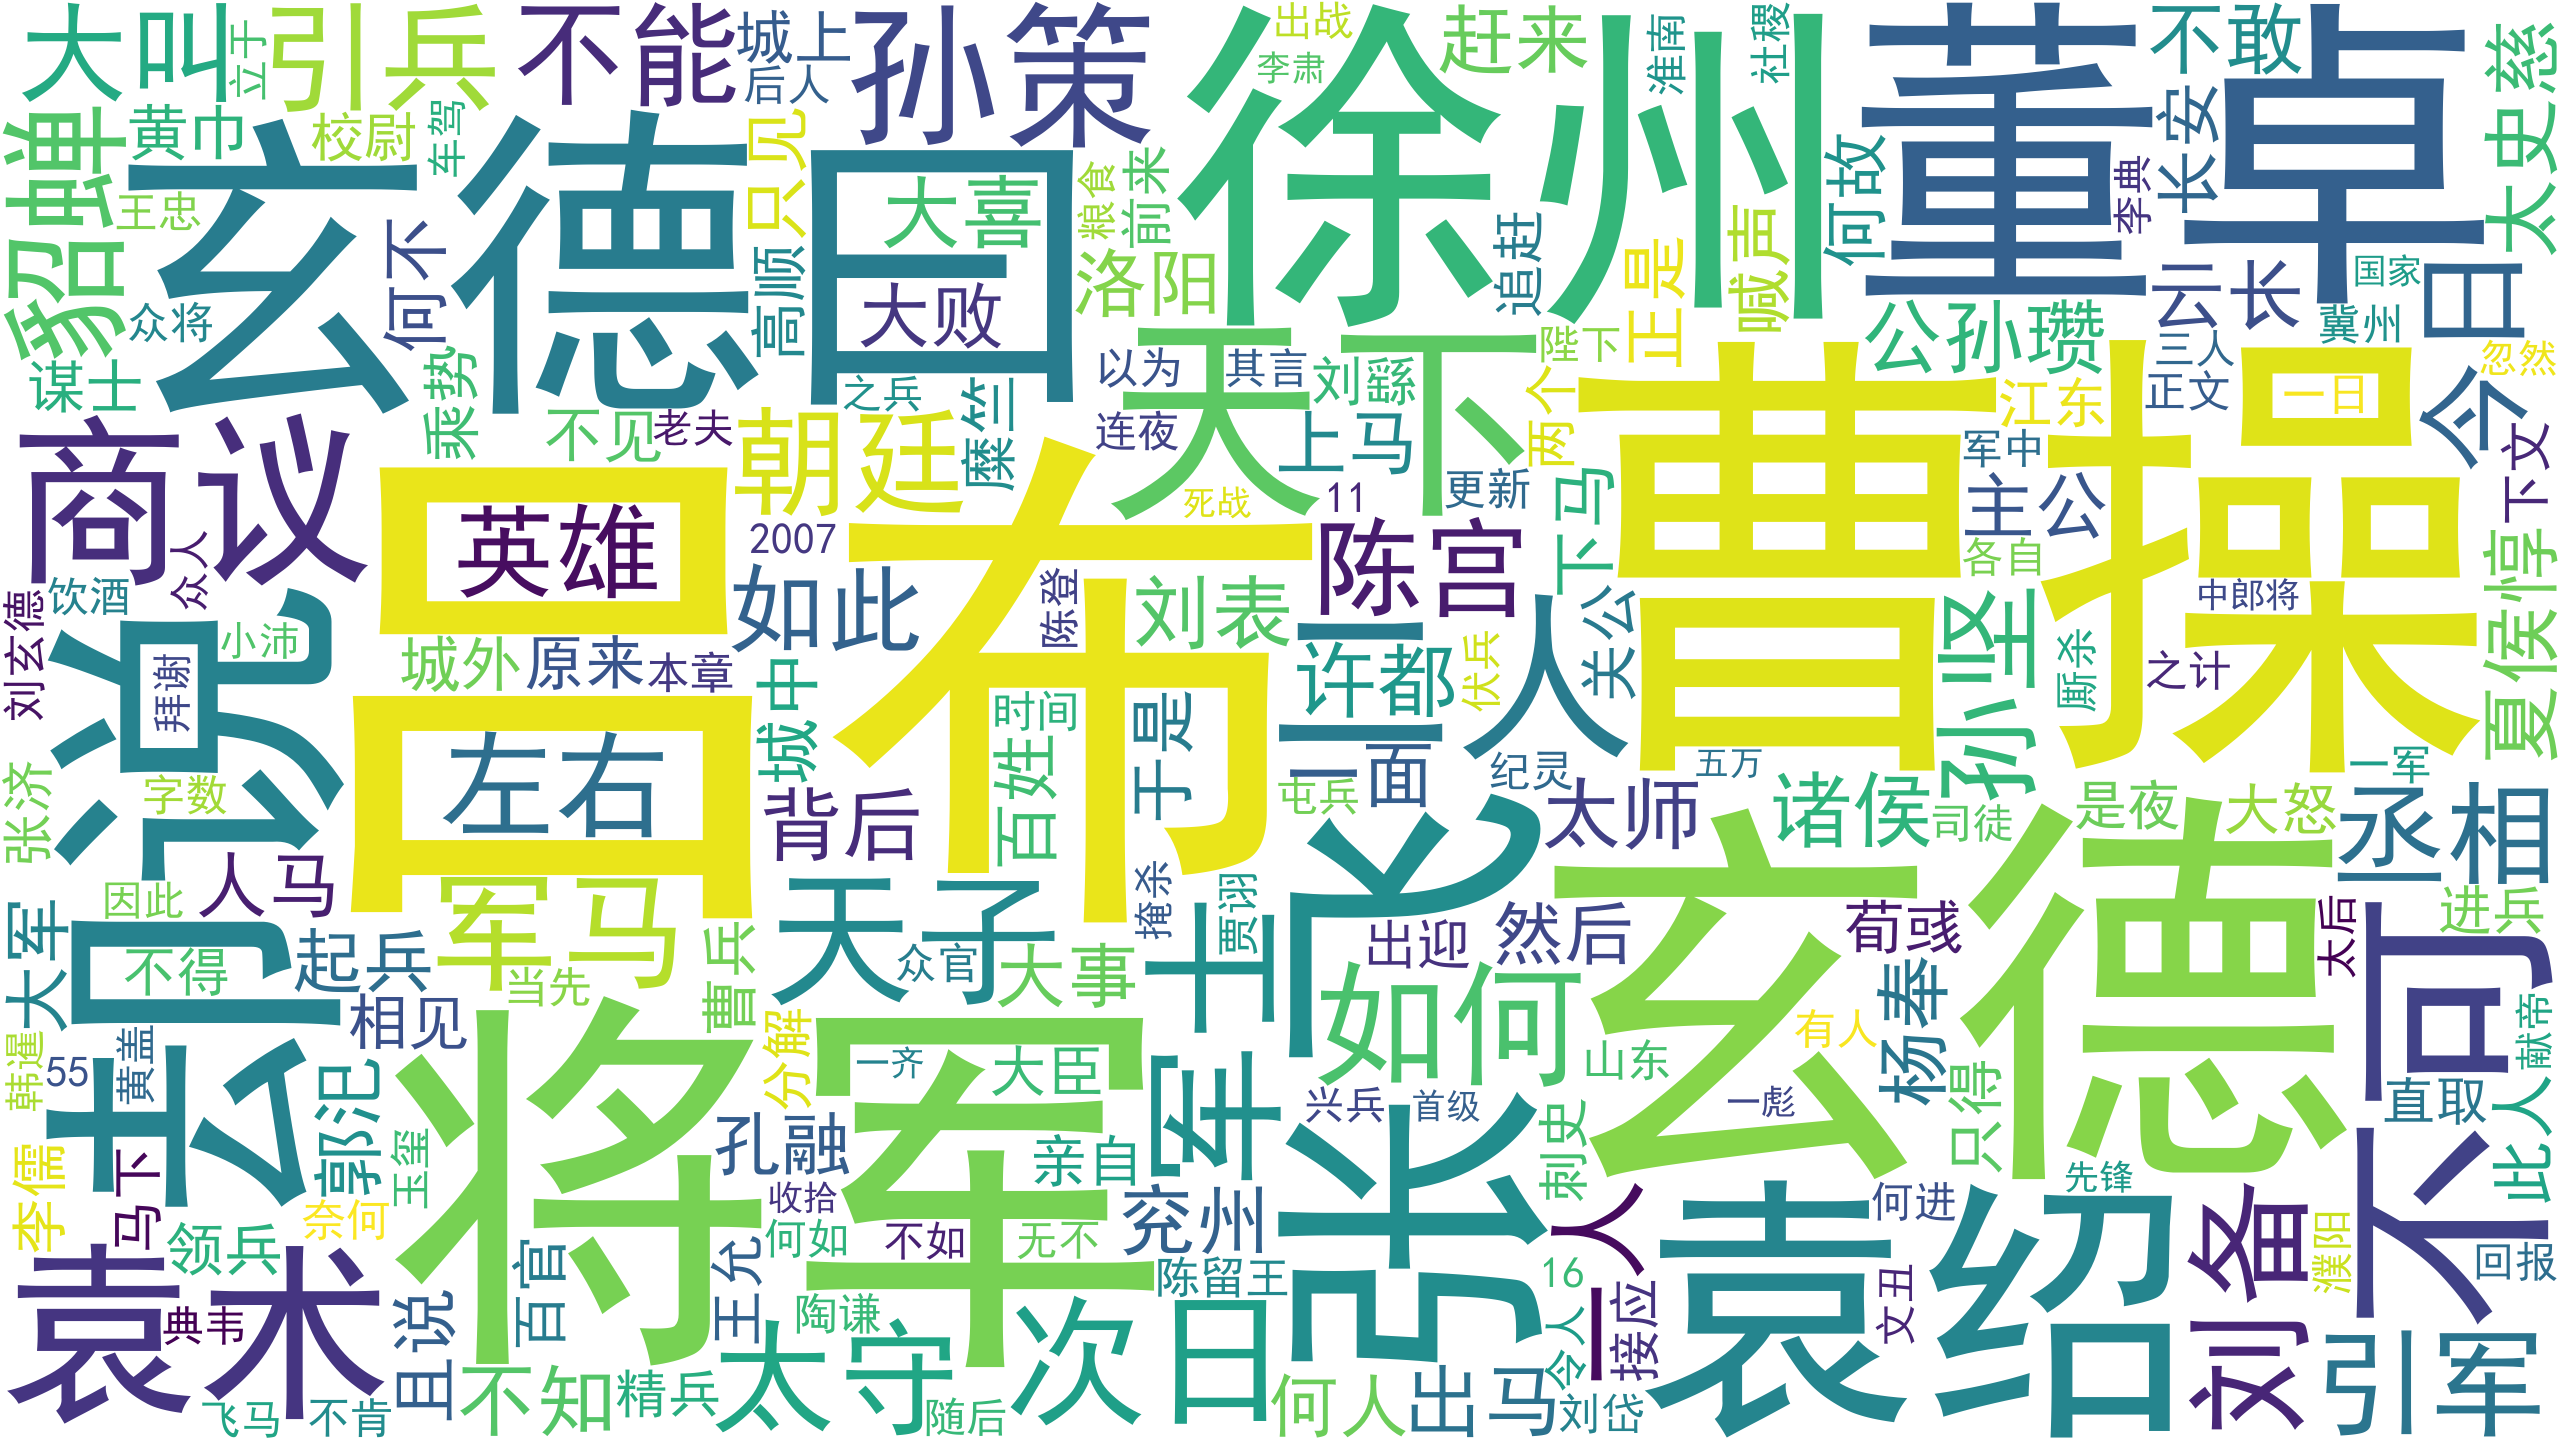 大叫
立于
引兵
不能
城上
后人
孙策
徐州
出战
李肃
赶来
淮南
社稷
董卓
不敢
太史慈
貂蝉
黄巾
校尉
车驾
王忠
玄德曰
只见
大喜
大败
粮食
前来
洛阳
追赶
喊声
何故
长安
李典
云长
国家
今日
何不
众将
高顺
天下
正是
公孙瓒
冀州
谋士
乘势
之兵
糜竺
以为
其言
刘繇
陛下
两个
曹操
江东
三人
正文
一日
忽然
商议
不见
老夫
朝廷
连夜
上马
更新
军中
下文
吕布
英雄
死战
11
陈宫
下马
主公
夏侯惇
众人
2007
如此
陈登
刘表
二人
各自
中郎将
刘玄德
饮酒
小沛
玄德
拜谢
城外
原来
本章
城中
时间
许都
伏兵
关公
孙坚
厮杀
之计
却说
左右
百姓
于是
一面
纪灵
五万
一军
张济
字数
背后
屯兵
太师
诸侯
司徒
是夜
大怒
丞相
因此
人马
军马
天子
掩杀
贾诩
张飞
然后
荀彧
太后
进兵
不可
大军
不得
起兵
当先
曹兵
众官
大事
军士
出迎
如何
有人
杨奉
献帝
韩暹
55
黄盖
相见
将军
分解
一齐
大臣
兴兵
首级
山东
一彪
只得
直取
此人
去
郭汜
玉玺
孔融
亲自
刺史
先锋
李儒
马下
奈何
收拾
兖州
一人
袁绍
何进
刘备
濮阳
回报
领兵
百官
王允
何如
不如
无不
陈留王
接应
文丑
袁术
典韦
且说
陶谦
太守
次日
令人
引军
飞马
不肯
不知
精兵
随后
何人
出马
刘岱
16